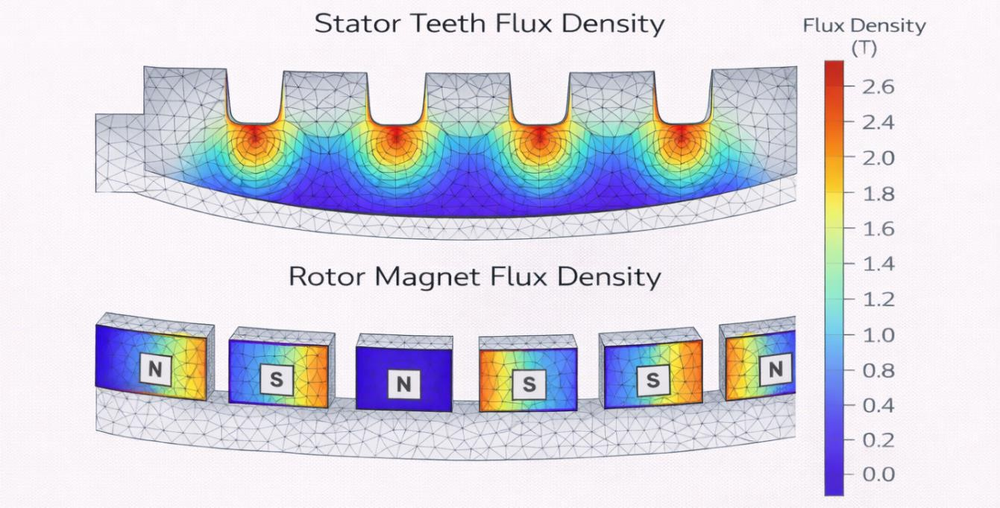 Stator Teeth Flux Density
Flux Density
(T)
2.6
2.4
2.0
1.8
1.6
1.4
1.2
1.0
0.8
0.4
0.2
0.0
Rotor Magnet Flux Density
N
S
N
S
S
N